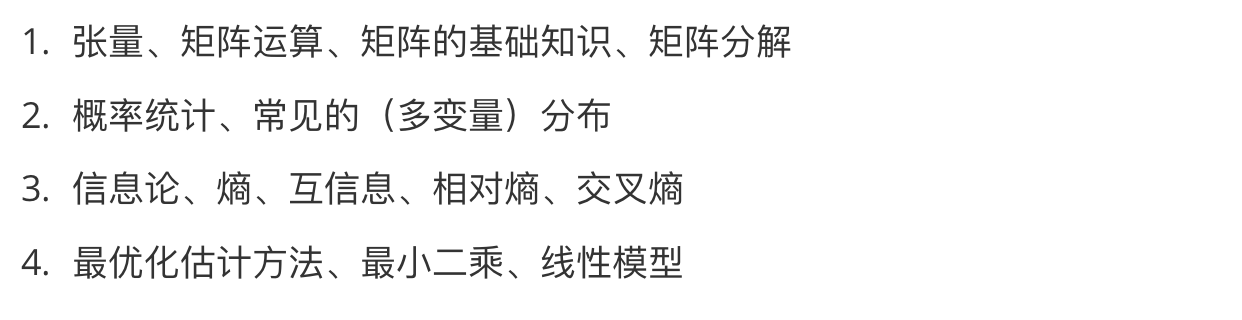 1. 张量、矩阵运算、矩阵的基础知识、矩阵分解
2. 概率统计、常见的（多变量）分布
3. 信息论、熵、互信息、相对熵、交叉熵
4. 最优化估计方法、最小二乘、线性模型